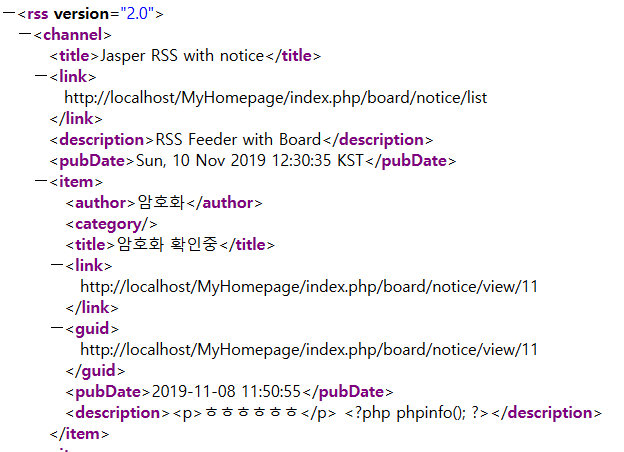 —<rss version="2.0">
—<channel>
<title>Jasper RSS with notice</title>
—<link>
http://localhost/MyHomepage/index.php/board/notice/list
</link>
<description>RSS Feeder with Board</description>
<pubDate>Sun, 10 Nov 2019 12:30:35 KST</pubDate>
—<item>
<author>암호화</author>
<category/>
<title>암호화 확인중</title>
—<link>
http://localhost/MyHomepage/index.php/board/notice/view/11
</link>
—<guid>
http://localhost/MyHomepage/index.php/board/notice/view/11
</guid>
<pubDate>2019-11-08 11:50:55</pubDate>
<description><p>ㅎㅎㅎㅎㅎㅎ</p> <?php phpinfo(); ?></description>
</item>